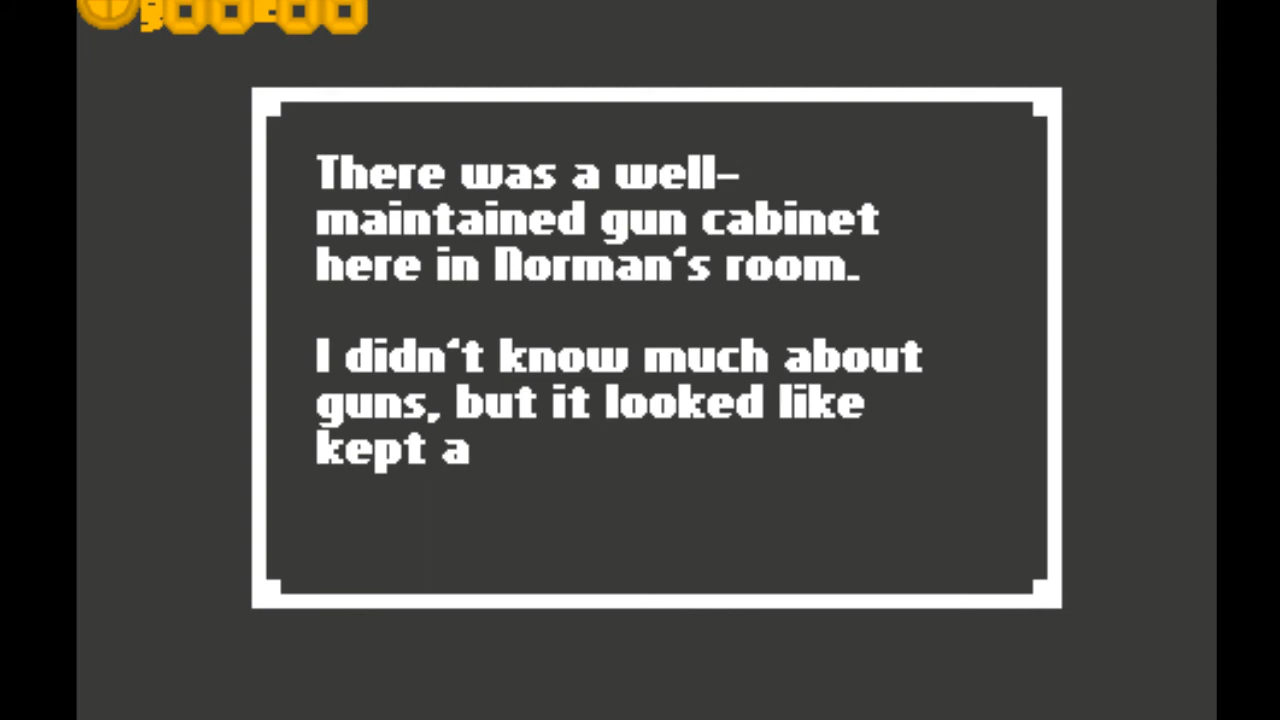 There was a well-
maintained gun cabinet
here in Norman's room.
I didn't know much about
guns, but it looked like
kept a